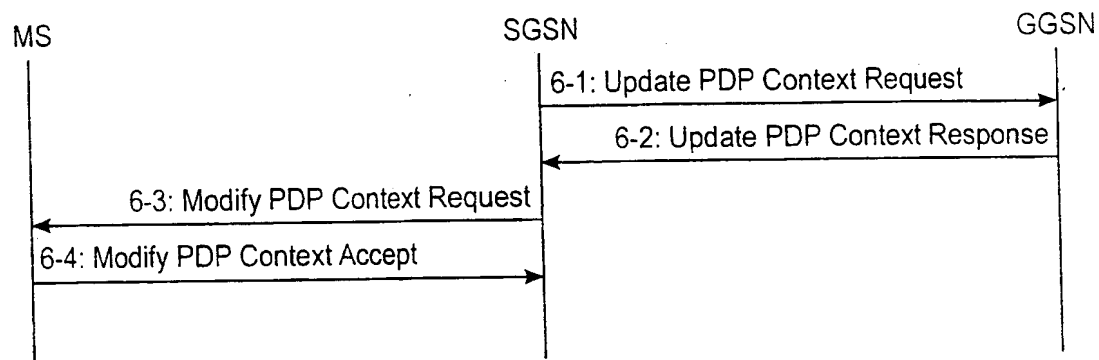 MS
SGSN
GGSN
6-1: Update PDP Context Request
6-2: Update PDP Context Response
6-3: Modify PDP Context Request
6-4: Modify PDP Context Accept